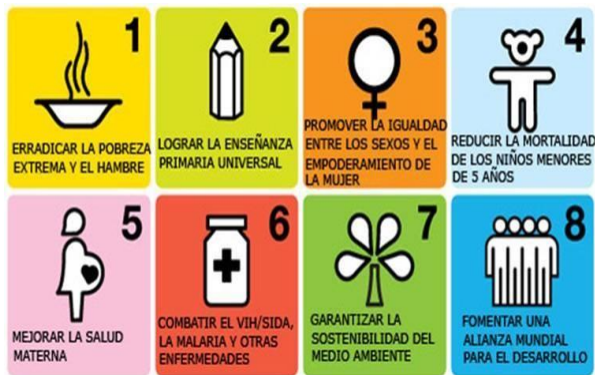 1
ERRADICAR LA POBREZA
EXTREMA Y EL HAMBRE
2
LOGRAR LA ENSEÑANZA
PRIMARIA UNIVERSAL
3
PROMOVER LA IGUALDAD
ENTRE LOS SEXOS Y EL
EMPODERAMIENTO DE
LA MUJER
4
REDUCIR LA MORTALIDAD
DE LOS NIÑOS MENORES
DE 5 AÑOS
5
MEJORAR LA SALUD
MATERNA
6
COMBATIR EL VIH/SIDA,
LA MALARIA Y OTRAS
ENFERMEDADES
7
GARANTIZAR LA
SOSTENIBILIDAD DEL
MEDIO AMBIENTE
8
FOMENTAR UNA
ALIANZA MUNDIAL
PARA EL DESARROLLO